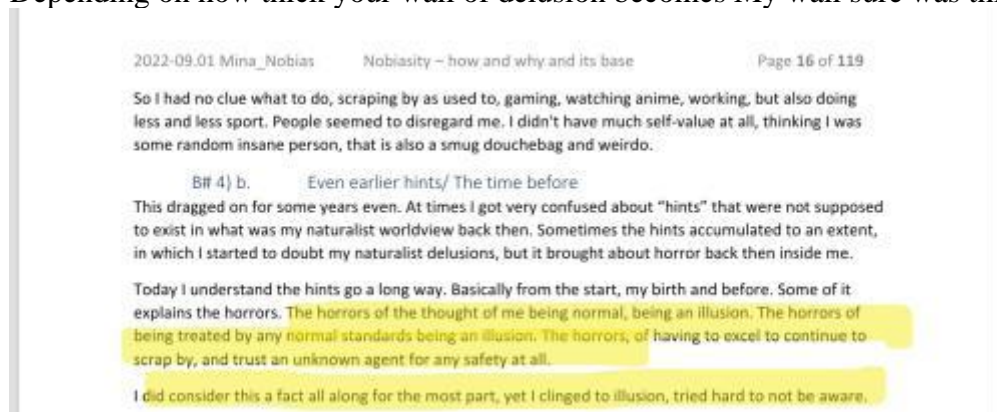 Depending on how thick your wall of delusion becomes My wall sure was
2022-09.01 Mina_Nobias Nobiasity – how and why and its base Page 16 of 119
So I had no clue what to do, scraping by as used to, gaming, watching anime, working, but also doing
less and less sport. People seemed to disregard me. I didn't have much self-value at all, thinking I was
some random insane person, that is also a smug douchebag and weirdo.
B# 4) b. Even earlier hints/ The time before
This dragged on for some years even. At times I got very confused about “hints” that were not supposed
to exist in what was my naturalist worldview back then. Sometimes the hints accumulated to an extent,
in which I started to doubt my naturalist delusions, but it brought about horror back then inside me.
Today I understand the hints go a long way. Basically from the start, my birth and before. Some of it
explains the horrors. The horrors of the thought of me being normal, being an illusion. The horrors of
being treated by any normal standards being an illusion. The horrors, of having to excel to continue to
scrap by, and trust an unknown agent for any safety at all.
I did consider this a fact all along for the most part, yet I clinged to illusion, tried hard to not be aware.